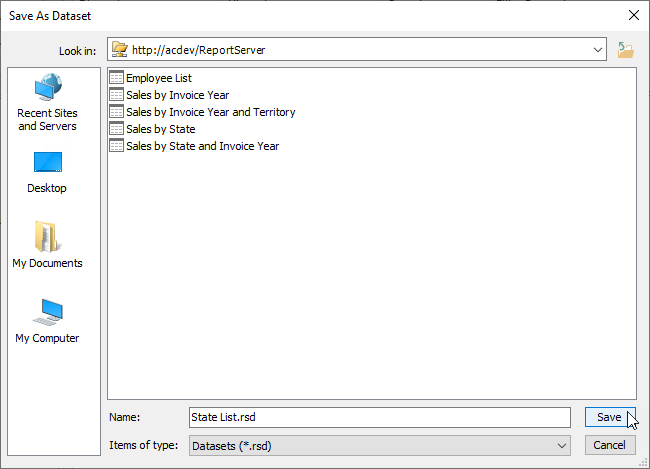 Save As Dataset
Look in:
http://acdev/ReportServer
Recent Sites
and Servers
Desktop
My Documents
My Computer
Employee List
Sales by Invoice Year
Sales by Invoice Year and Territory
Sales by State
Sales by State and Invoice Year
Name:
State List.rsd
Save
Items of type:
Datasets (*.rsd)
Cancel